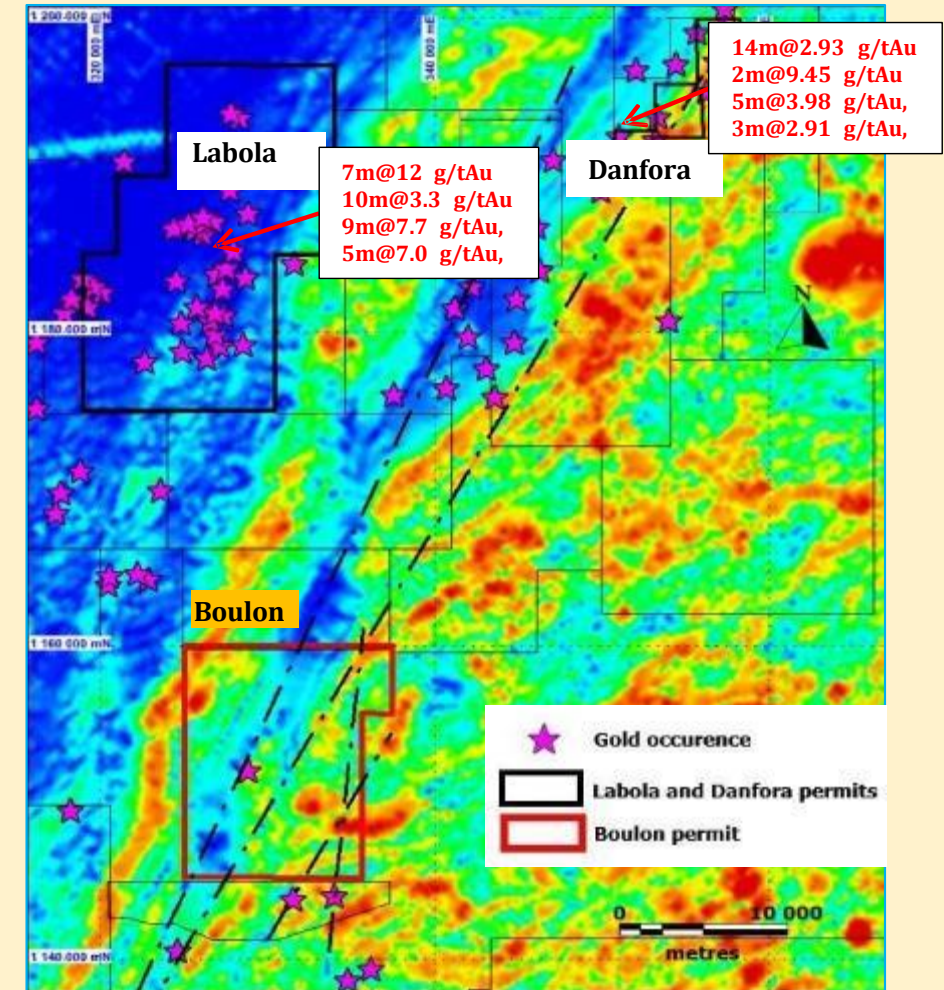 1 200 000 mN
320 000 mE
340 000 mE
14m@2.93 g/tAu
2m@9.45 g/tAu
5m@3.98 g/tAu,
3m@2.91 g/tAu,
Labola
Danfora
7m@12 g/tAu
10m@3.3 g/tAu
9m@7.7 g/tAu,
5m@7.0 g/tAu,
N
1 180 000 mN
Boulon
1 160 000 mN
Gold occurence
Labola and Danfora permits
Boulon permit
0 10 000
metres
1 140 000 mN